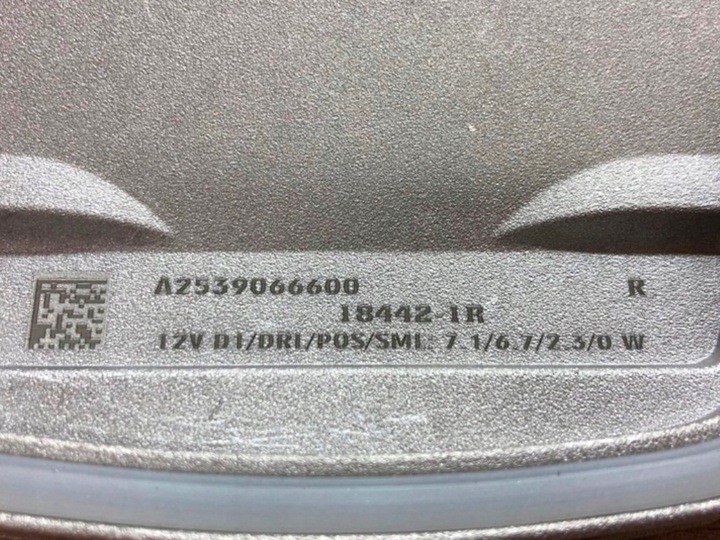 A2539066600 R
18442-1R
12V DI/DRL/POS/SML: 7.1/6.7/2.3/0 W